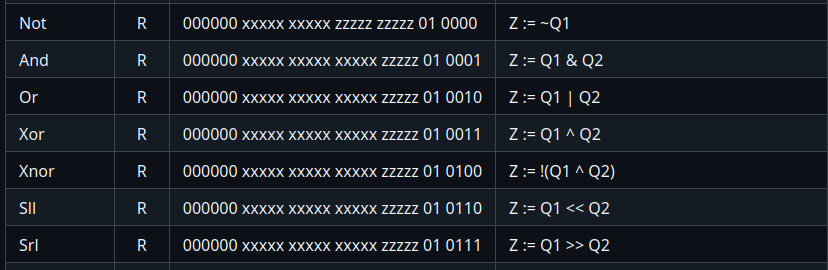 Not R 000000 xxxxx xxxxx zzzzz zzzzz 01 0000 Z := ~Q1
And R 000000 xxxxx xxxxx xxxxx zzzzz 01 0001 Z := Q1 & Q2
Or R 000000 xxxxx xxxxx xxxxx zzzzz 01 0010 Z := Q1 | Q2
Xor R 000000 xxxxx xxxxx xxxxx zzzzz 01 0011 Z := Q1 ^ Q2
Xnor R 000000 xxxxx xxxxx xxxxx zzzzz 01 0100 Z := !(Q1 ^ Q2)
Sll R 000000 xxxxx xxxxx xxxxx zzzzz 01 0110 Z := Q1 << Q2
Srl R 000000 xxxxx xxxxx xxxxx zzzzz 01 0111 Z := Q1 >> Q2